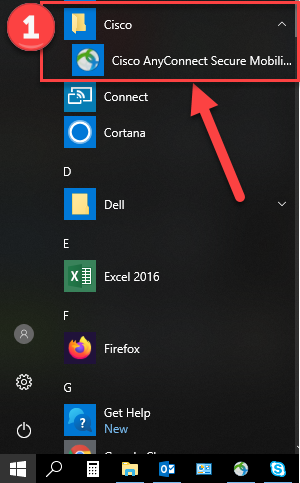 1
Cisco
Cisco AnyConnect Secure Mobili...
Connect
Cortana
D
Dell
E
Excel 2016
F
Firefox
G
Get Help
New